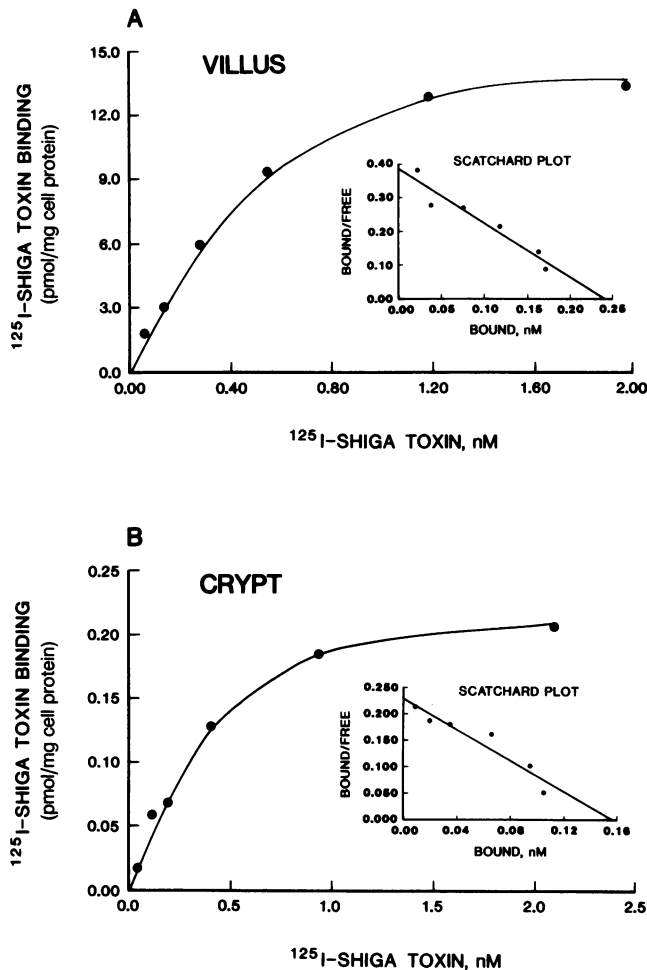 A
VILLUS
125I-SHIGA TOXIN BINDING
(pmol/mg cell protein)
15.0
13.0
9.0
6.0
3.0
0.0
0.00
0.40
1.20
1.60
2.00
125I-SHIGA TOXIN, nM
SCATCHARD PLOT
BOUND/FREE
0.40
0.30
0.20
0.10
0.00
0.00
0.05
0.10
0.15
0.20
0.25
BOUND, nM
B
CRYPT
125I-SHIGA TOXIN BINDING
(pmol/mg cell protein)
0.25
0.20
0.15
0.10
0.05
0.00
0.0
0.5
1.0
1.5
2.0
2.5
125I-SHIGA TOXIN, nM
SCATCHARD PLOT
BOUND/FREE
0.250
0.200
0.150
0.100
0.050
0.000
0.00
0.04
0.08
0.12
0.16
BOUND, nM